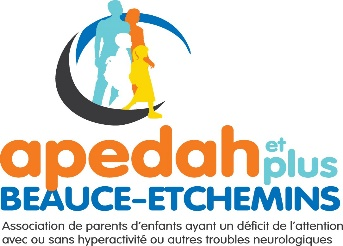 apedah et plus
BEAUCE-ETCHEMINS
Association de parents d'enfants ayant un déficit de l'attention
avec ou sans hyperactivité ou autres troubles neurologiques